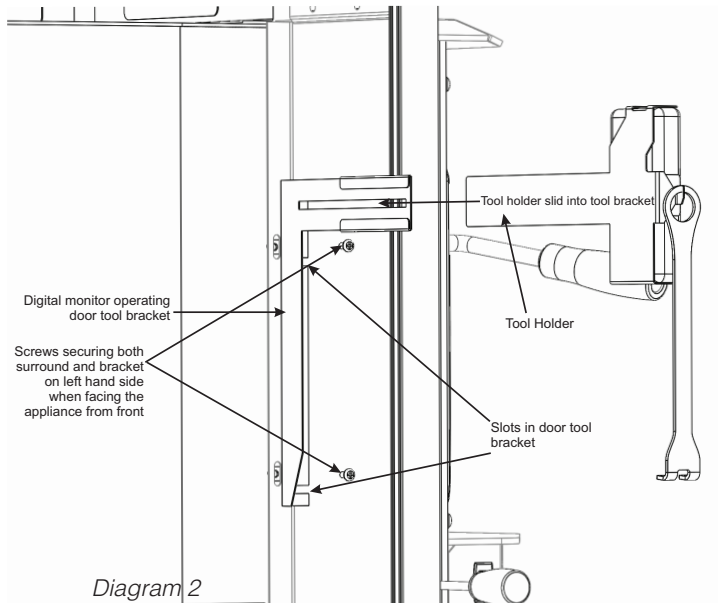 Tool holder slid into tool bracket
Digital monitor operating
door tool bracket
Tool Holder
Screws securing both
surround and bracket
on left hand side
when facing the
appliance from front
Slots in door tool
bracket
Diagram 2